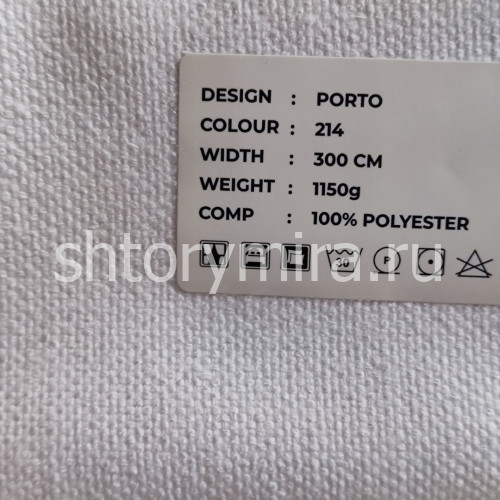 DESIGN : PORTO
COLOUR : 214
WIDTH : 300 CM
WEIGHT : 1150g
COMP : 100% POLYESTER
shtorymira.ru
30 P